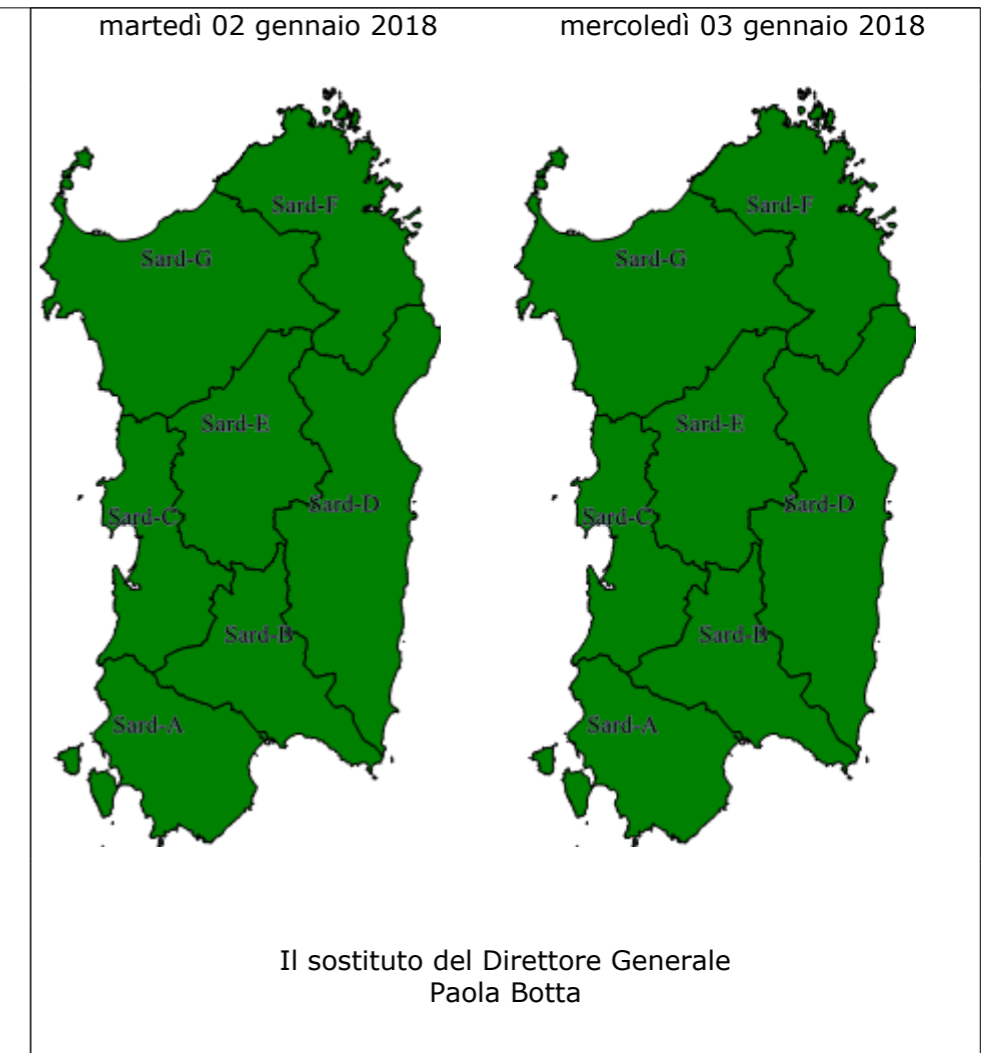 martedì 02 gennaio 2018
mercoledì 03 gennaio 2018
Sard-F
Sard-G
Sard-E
Sard-D
Sard-C
Sard-B
Sard-A
Sard-F
Sard-G
Sard-E
Sard-D
Sard-C
Sard-B
Sard-A
Il sostituto del Direttore Generale
Paola Botta